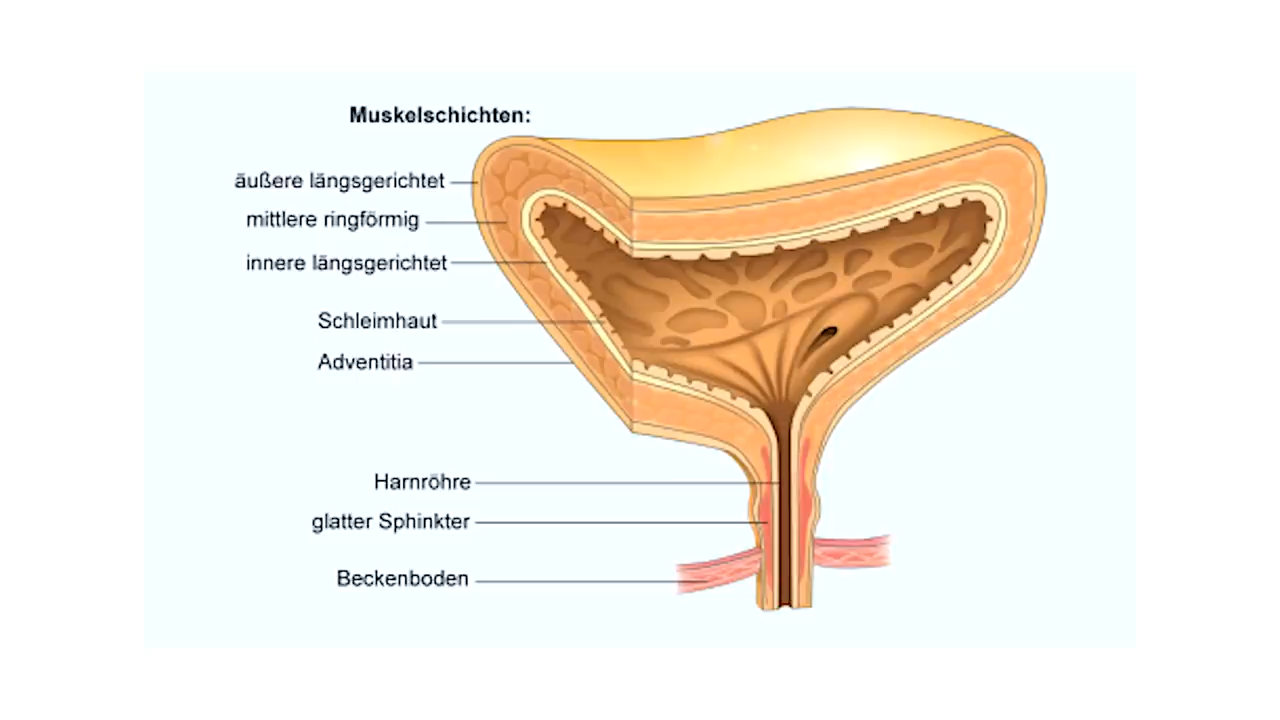 Muskelschichten:
äußere längsgerichtet
mittlere ringförmig
innere längsgerichtet
Schleimhaut
Adventitia
Harnröhre
glatter Sphinkter
Beckenboden